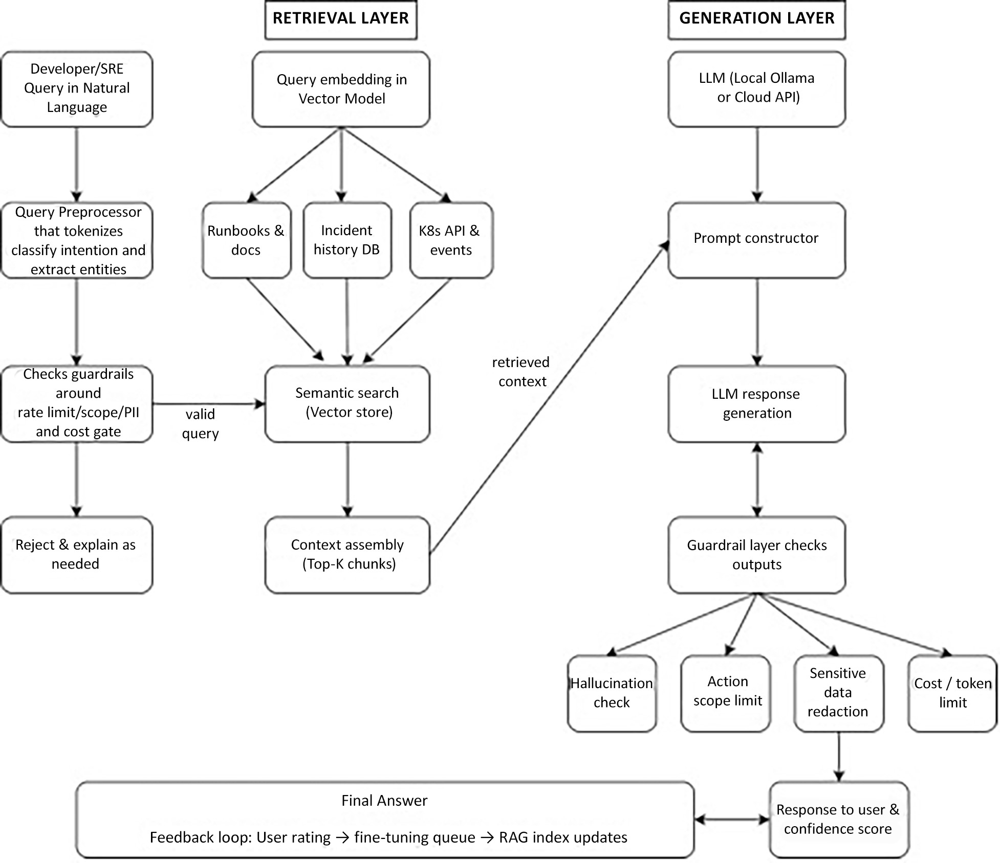 RETRIEVAL LAYER
GENERATION LAYER
Developer/SRE
Query in Natural
Language
Query embedding in
Vector Model
LLM (Local Ollama
or Cloud API)
Query Preprocessor
that tokenizes
classify intention and
extract entities
Runbooks &
docs
Incident
history DB
K8s API &
events
Prompt constructor
retrieved
context
Checks guardrails
around
rate limit/scope/PII
and cost gate
valid
query
Semantic search
(Vector store)
LLM response
generation
Reject & explain as
needed
Context assembly
(Top-K chunks)
Guardrail layer checks
outputs
Hallucination
check
Action
scope limit
Sensitive
data
redaction
Cost / token
limit
Final Answer
Feedback loop: User rating → fine-tuning queue → RAG index updates
Response to user &
confidence score